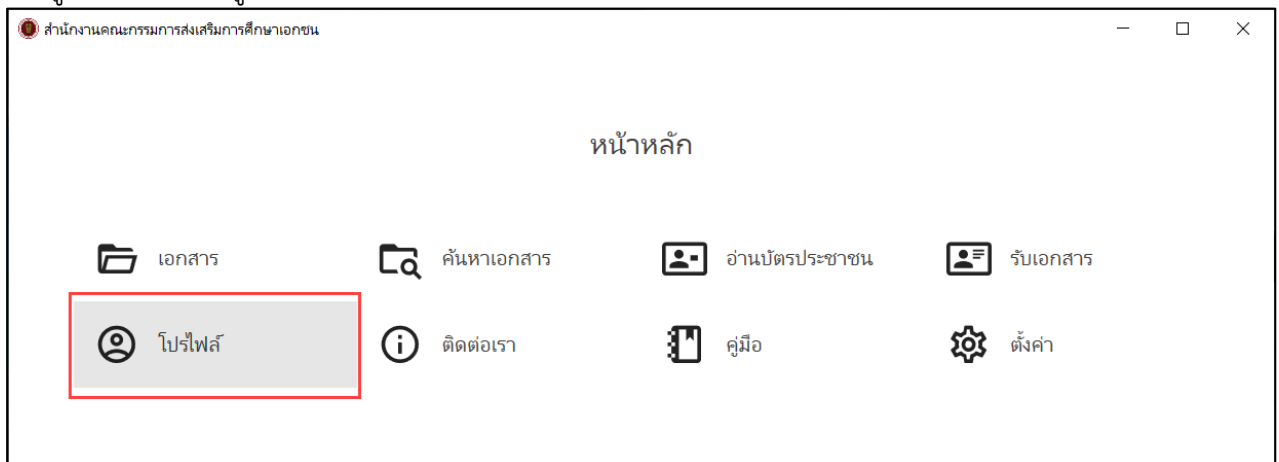 สำนักงานคณะกรรมการส่งเสริมการศึกษาเอกชน
หน้าหลัก
เอกสาร ค้นหาเอกสาร อ่านบัตรประชาชน รับเอกสาร
โปรไฟล์ ติดต่อเรา คู่มือ ตั้งค่า